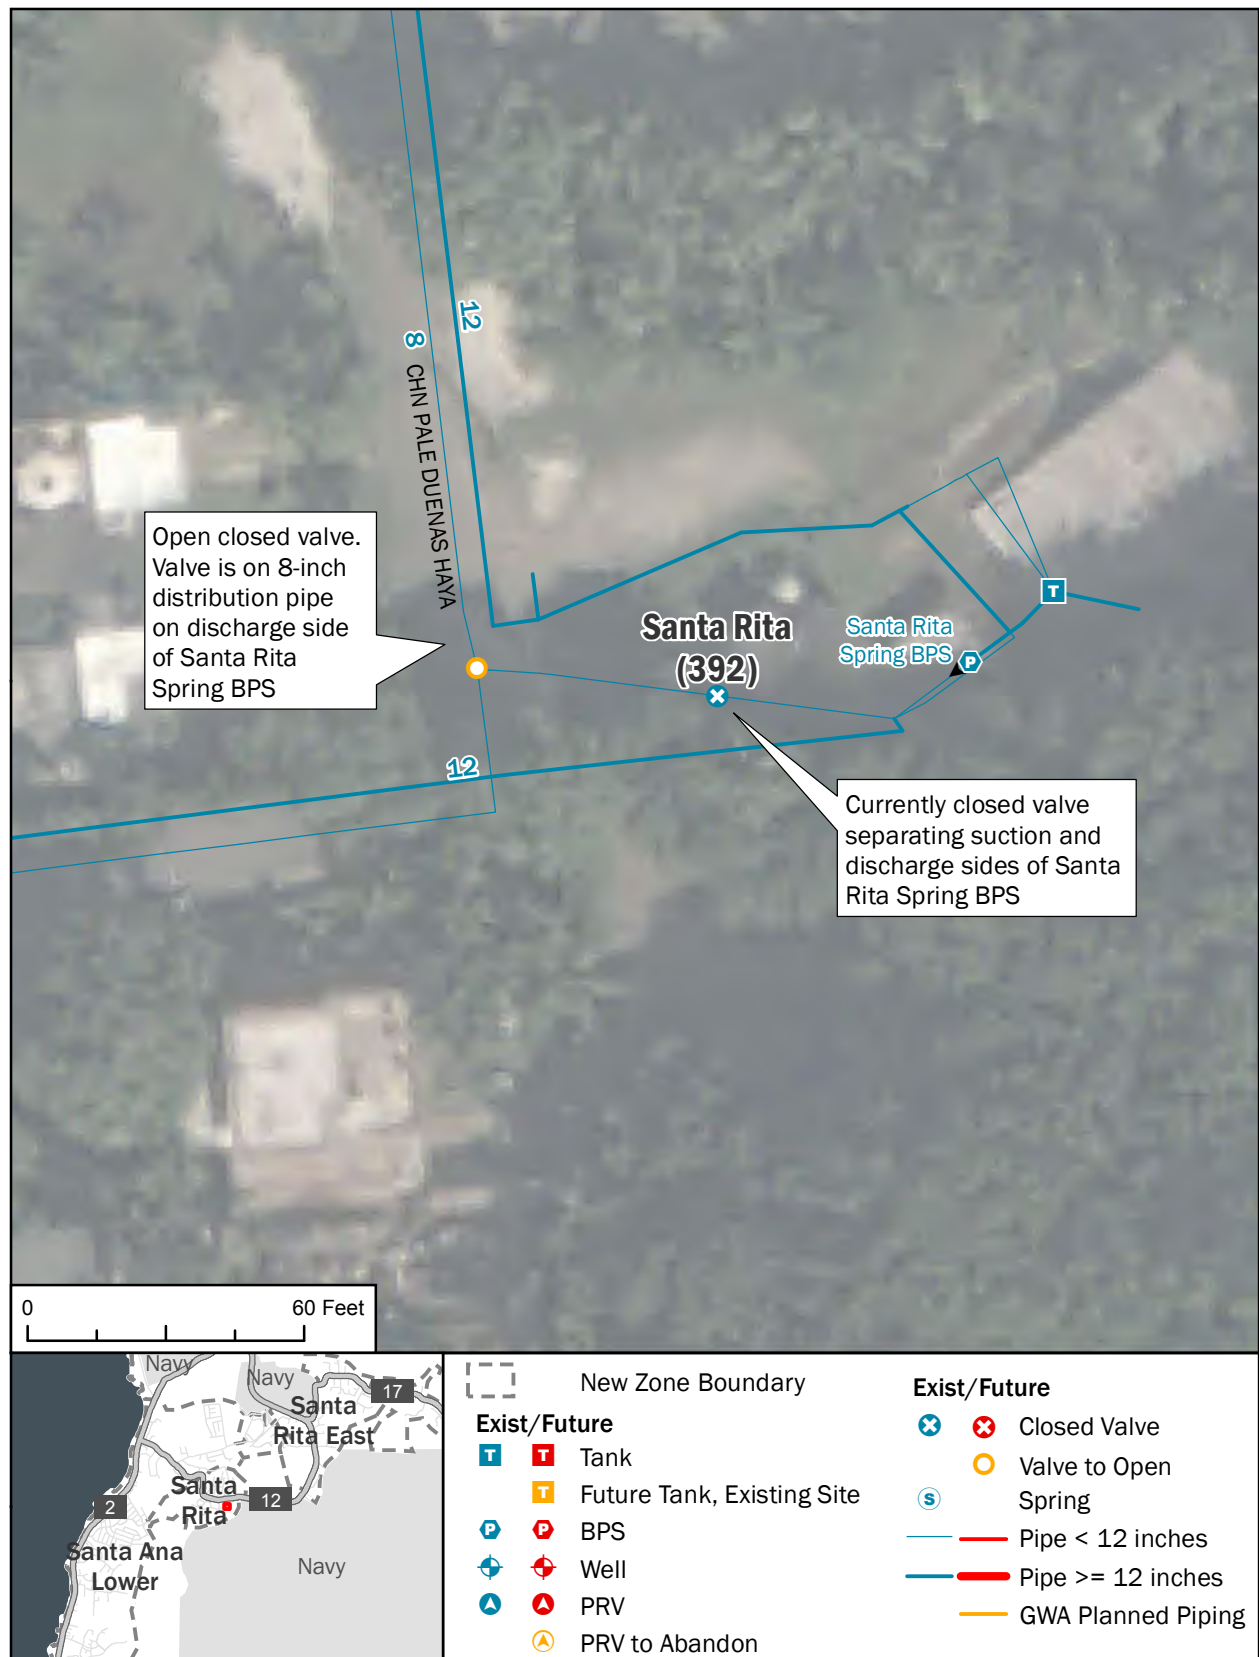 12
8
CHN PALE DUENAS HAYA
Open closed valve.
Valve is on 8-inch
distribution pipe
on discharge side
of Santa Rita
Spring BPS
Santa Rita
(392)
Santa Rita
Spring BPS
T
P
12
Currently closed valve
separating suction and
discharge sides of Santa
Rita Spring BPS
0 60 Feet
Navy
Navy
17
Santa
Rita East
Santa
Rita
12
2
Santa Ana
Lower
Navy
New Zone Boundary
Exist/Future
T T Tank
T Future Tank, Existing Site
P P BPS
Well
PRV
PRV to Abandon
Exist/Future
Closed Valve
Valve to Open
S Spring
Pipe < 12 inches
Pipe >= 12 inches
GWA Planned Piping